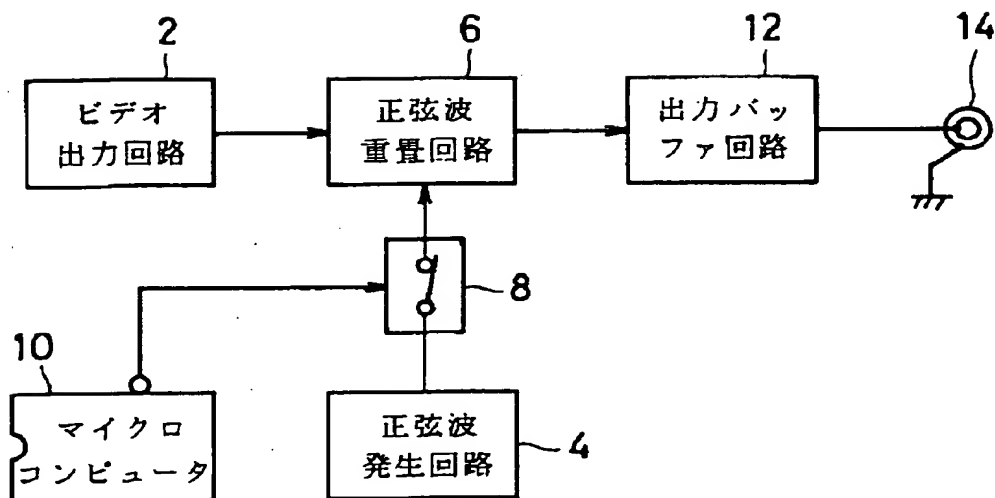 2
6
12
14
ビデオ
出力回路
正弦波
重畳回路
出力バッ
ファ回路
8
10
マイクロ
コンピュータ
正弦波
発生回路
4